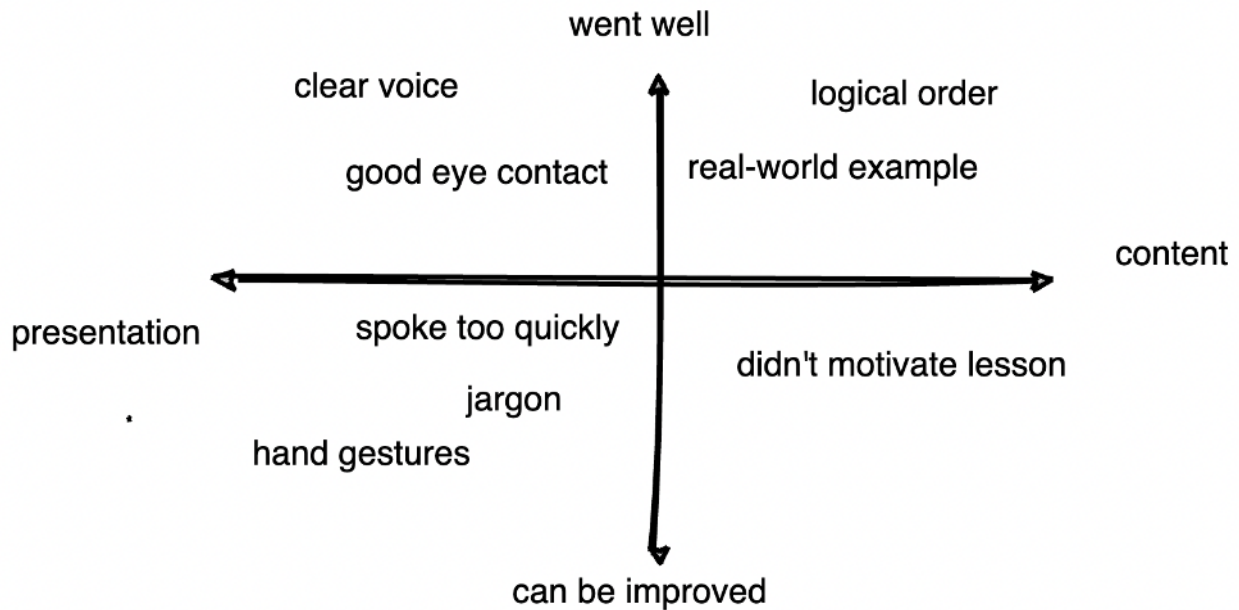 went well
clear voice
logical order
good eye contact
real-world example
content
presentation
spoke too quickly
didn't motivate lesson
jargon
hand gestures
can be improved